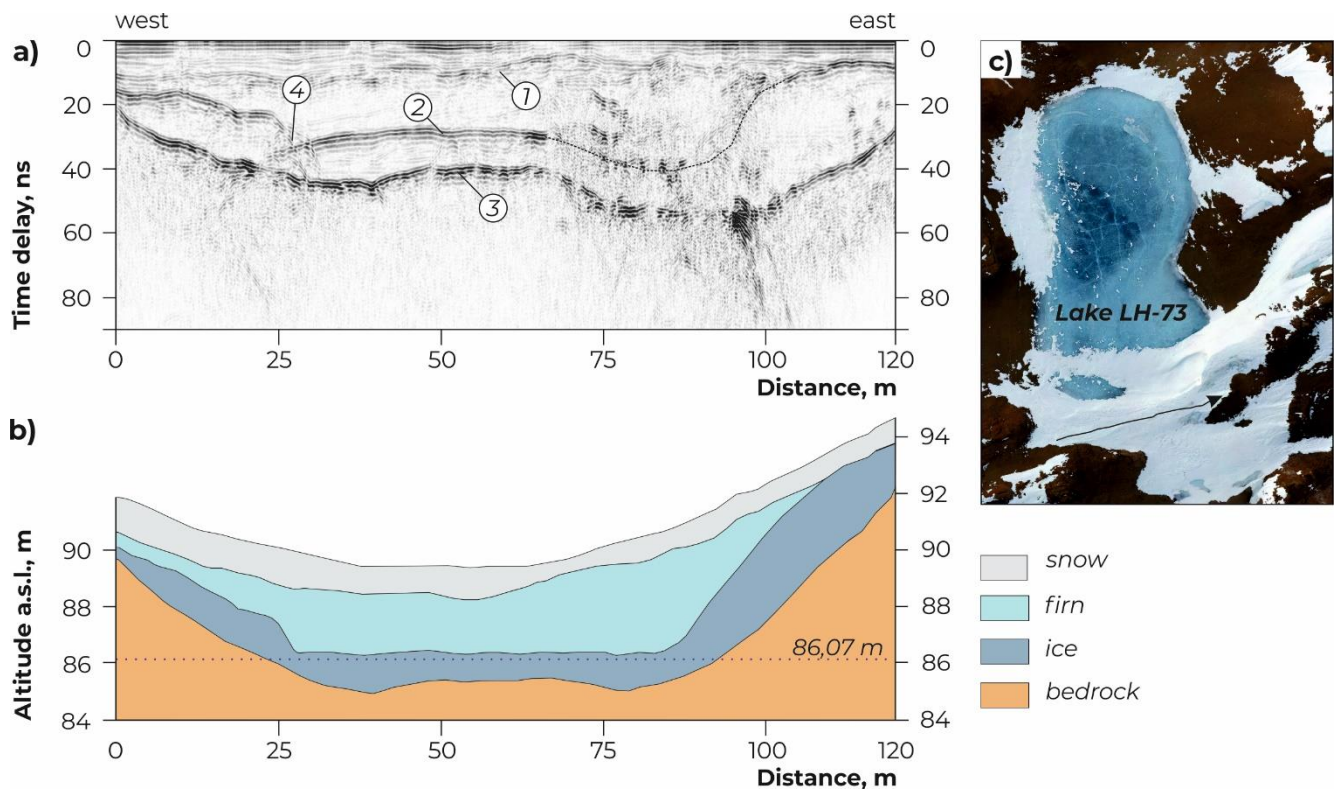 west
east
a)
0
20
40
60
80
Time delay, ns
4
2
1
3
0
20
40
60
80
0
25
50
75
100
120
Distance, m
c)
Lake LH-73
b)
90
88
86
84
Altitude a.s.l., m
94
92
90
88
86
84
86,07 m
0
25
50
75
100
120
Distance, m
snow
firn
ice
bedrock